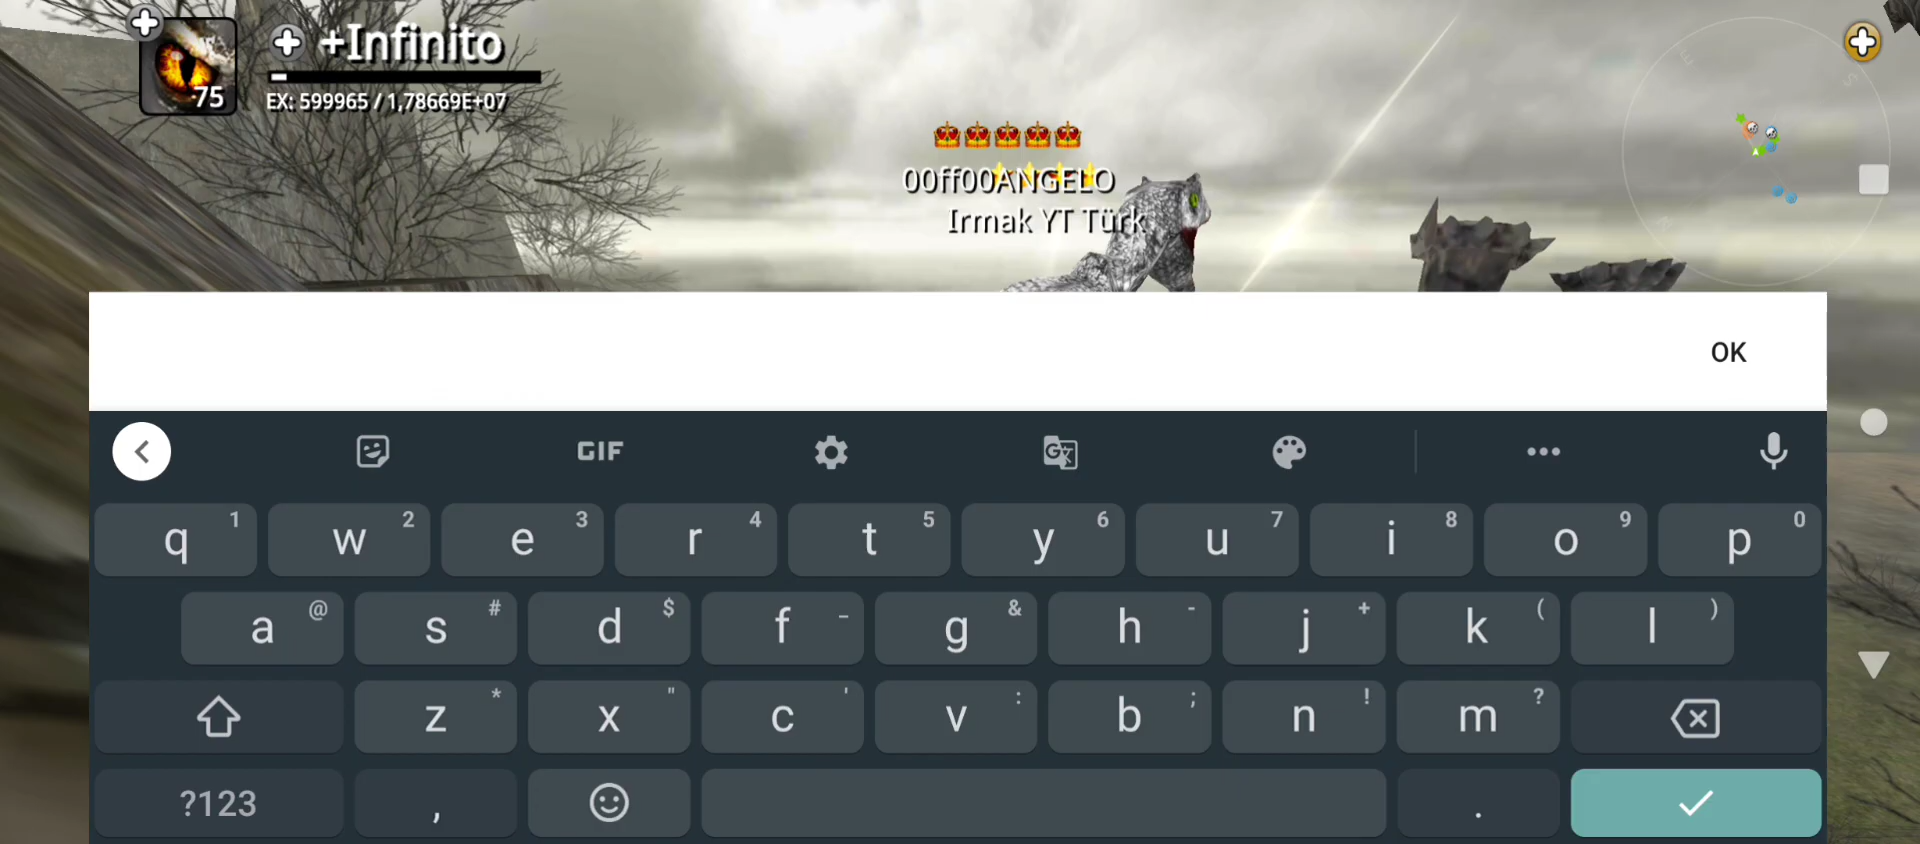 +Infinito
75
EX: 599965 / 1,78669E+07
00ff00ANGELO
Irmak YT Türk
OK
GIF
q 1 w 2 e 3 r 4 t 5 y 6 u 7 i 8 o 9 p 0
a @ s # d $ f _ g & h - j + k ( l )
z * x " c ' v : b ; n ! m ?
?123 , .